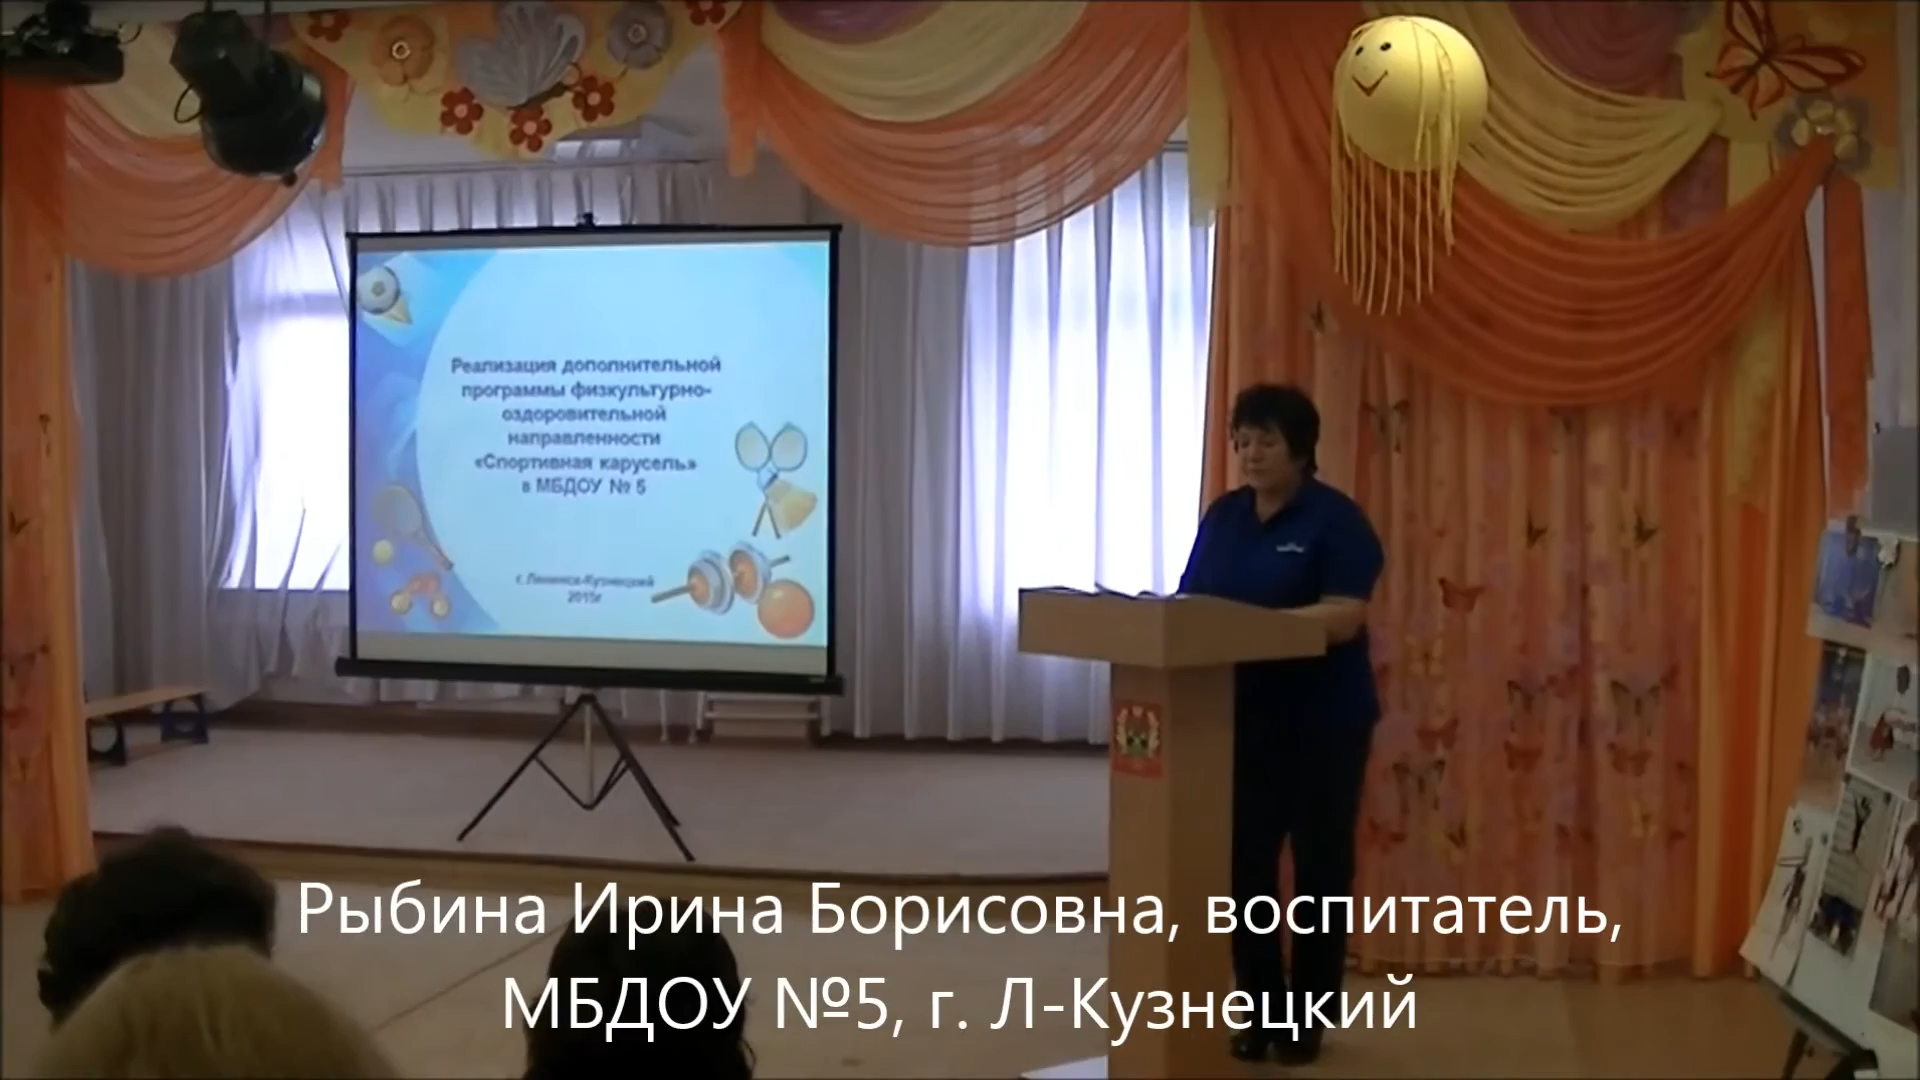 Реализация дополнительной
программы физкультурно-
оздоровительной
направленности
«Спортивная карусель»
в МБДОУ № 5
г. Ленинск-Кузнецкий
2015г
Рыбина Ирина Борисовна, воспитатель,
МБДОУ №5, г. Л-Кузнецкий